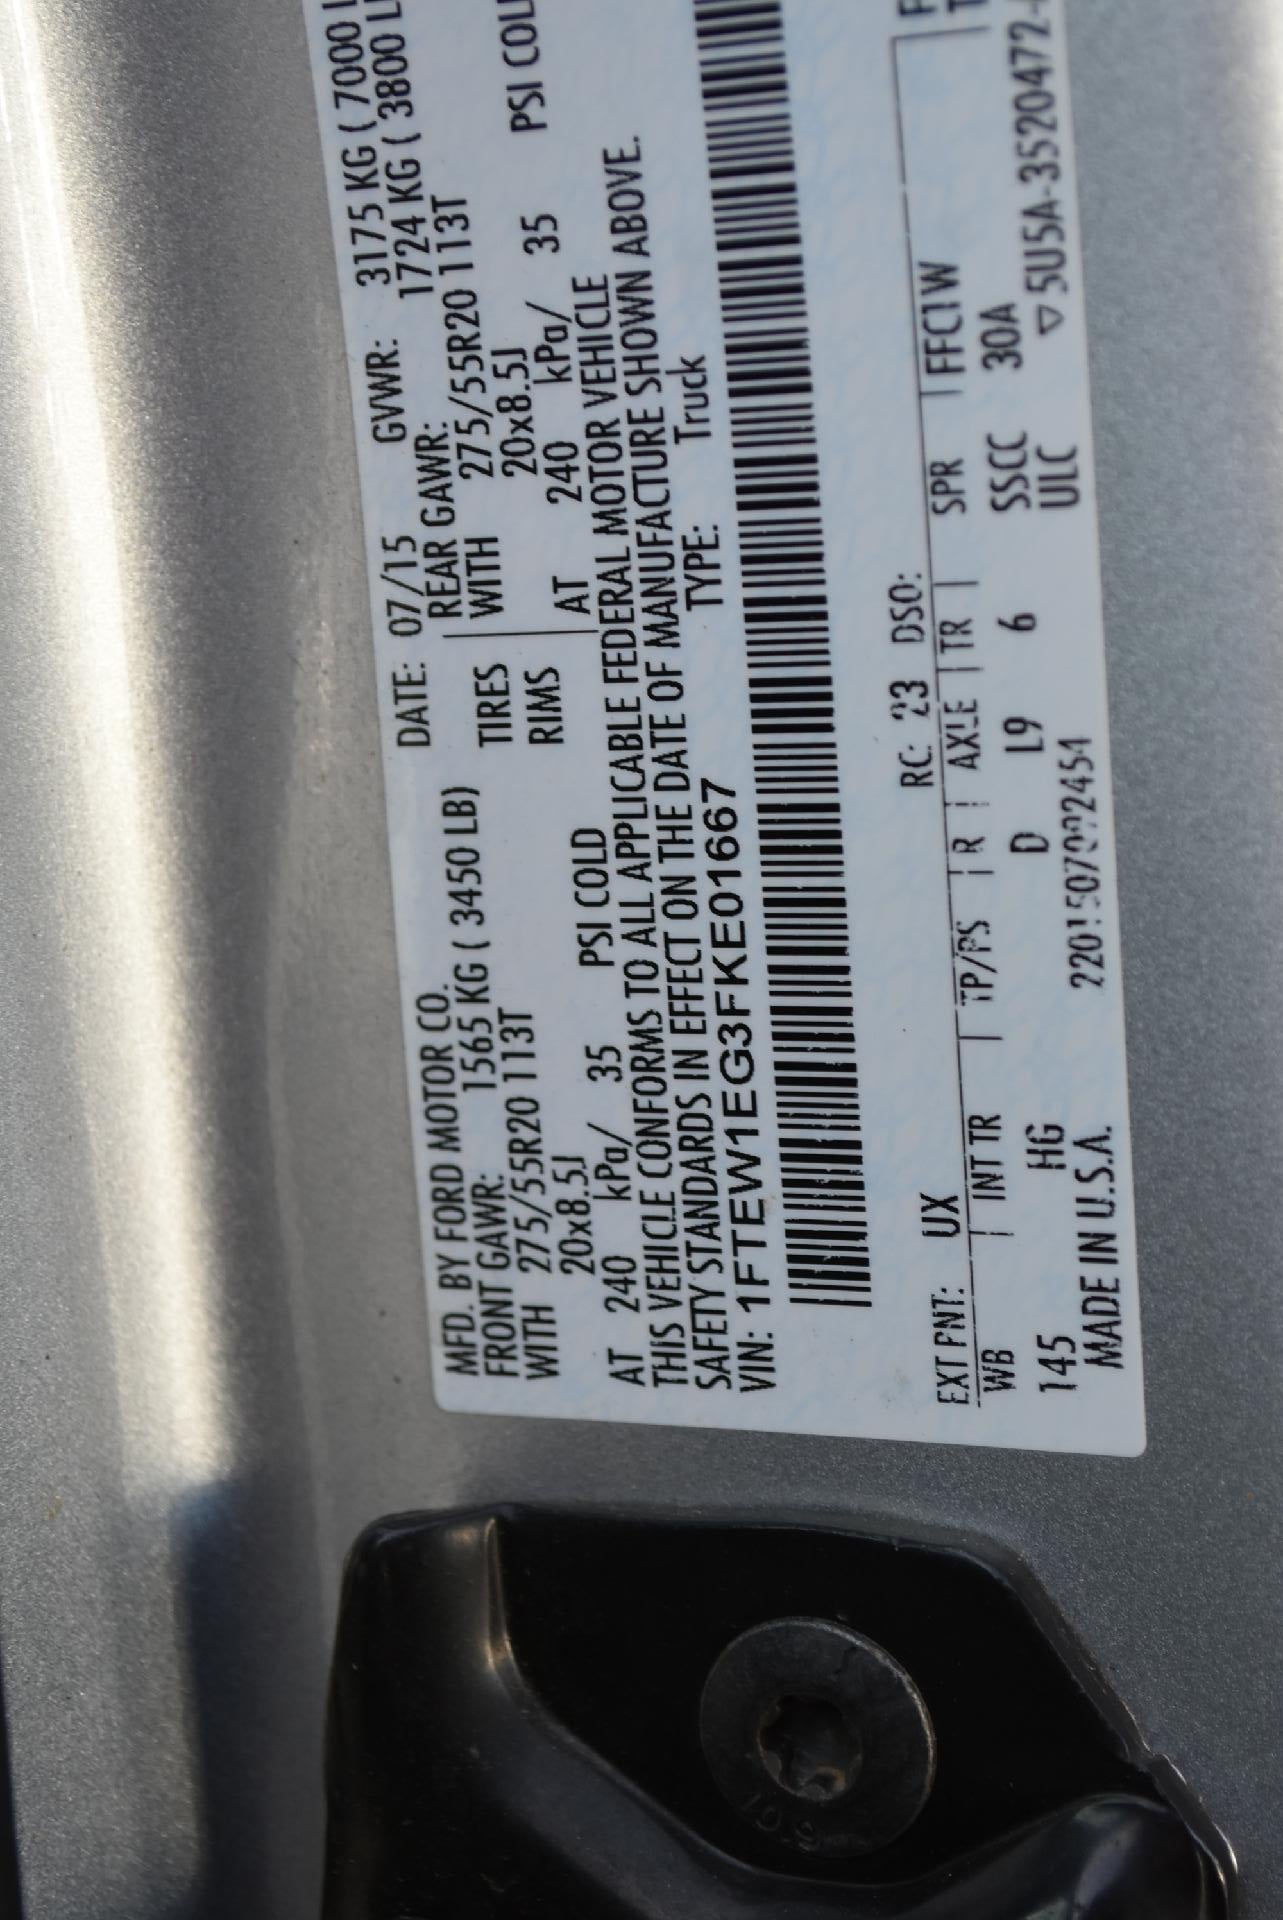 MFD. BY FORD MOTOR CO. DATE: 07/15 GVWR: 3175 KG ( 7000
FRONT GAWR: 1565 KG ( 3450 LB) REAR GAWR: 1724 KG ( 3800
WITH 275/55R20 113T TIRES WITH 275/55R20 113T
20x8.5J RIMS 20x8.5J
AT 240 kPa/ 35 PSI COLD AT 240 kPa/ 35 PSI COL
THIS VEHICLE CONFORMS TO ALL APPLICABLE FEDERAL MOTOR VEHICLE
SAFETY STANDARDS IN EFFECT ON THE DATE OF MANUFACTURE SHOWN ABOVE.
VIN: 1FTEW1EG3FKE01667 TYPE: Truck
EXT PNT: UX RC: 23 DSO:
WB INT TR TP/PS R AXLE TR SPR FFC1W
145 HG D L9 6 SSCC 30A
MADE IN U.S.A. ULC ▽5U5A-3520472-
10.9